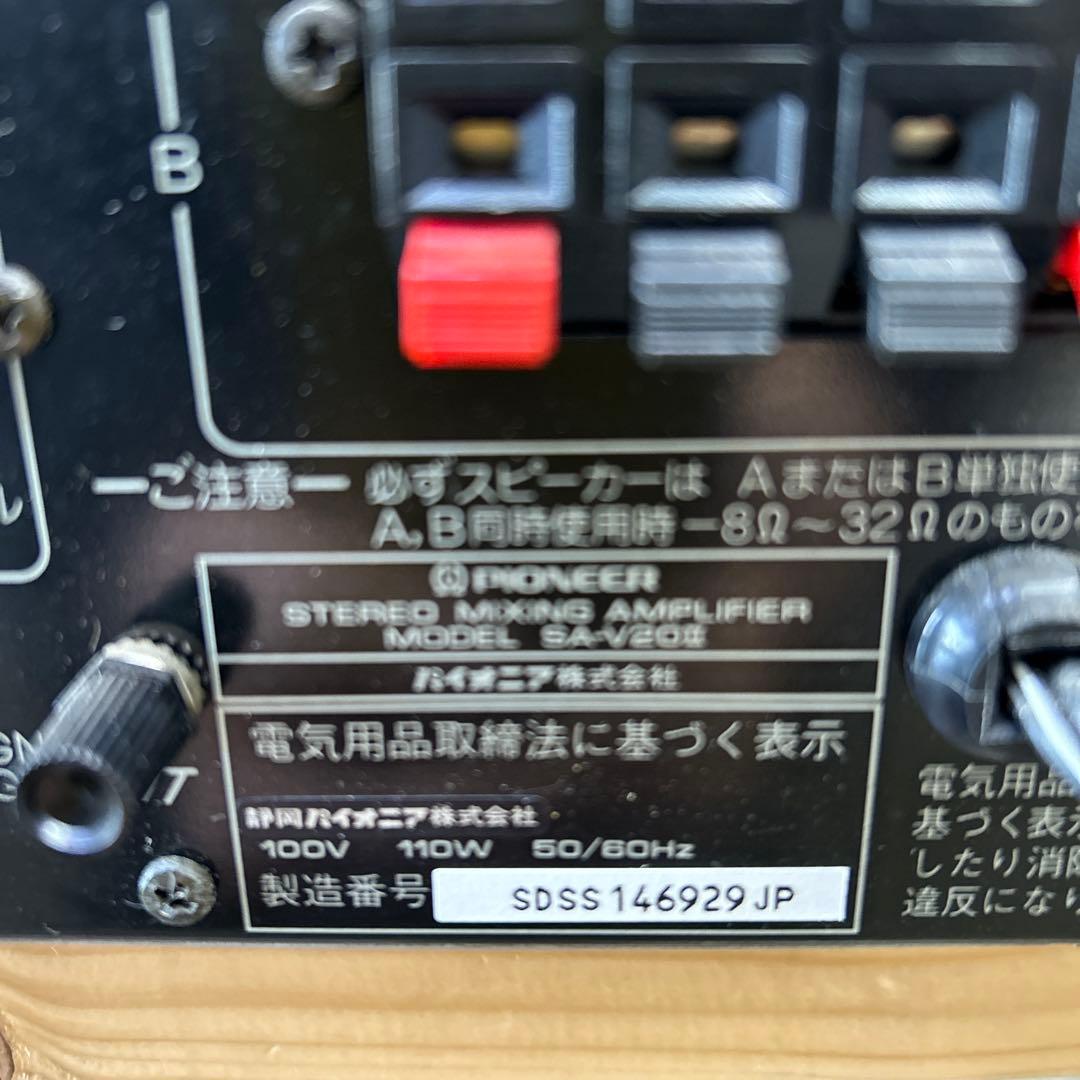 B
ル
ーご注意ー 必ずスピーカーは AまたはB単独使
A,B同時使用時ー8Ω〜32Ωのもの
PIONEER
STEREO MIXING AMPLIFIER
MODEL SA-V20II
パイオニア株式会社
電気用品取締法に基づく表示
静岡パイオニア株式会社
100V 110W 50/60Hz
製造番号 SDSS146929JP
GN
電気用品
基づく表
したり消
違反にな